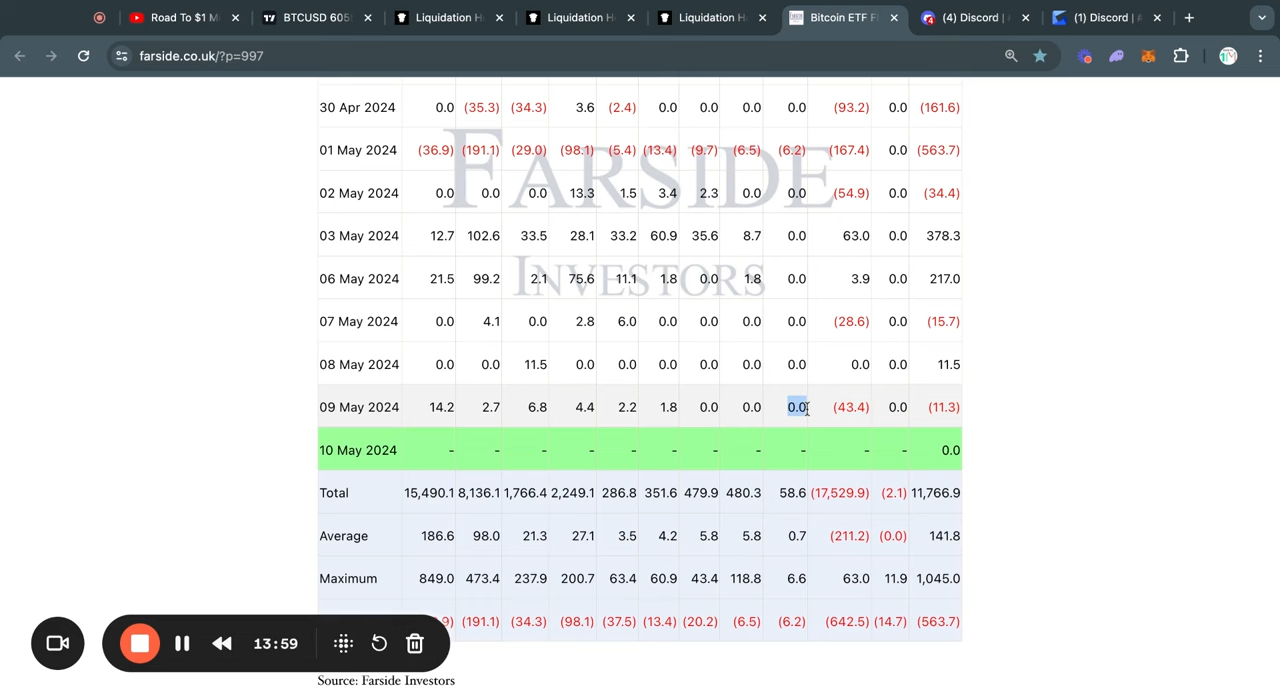 Road To $1 M
BTCUSD 605
Liquidation H
Liquidation H
Liquidation Ha
Bitcoin ETF Fl
(4) Discord |
(1) Discord |
farside.co.uk/?p=997
FARSIDE
INVESTORS
30 Apr 2024 0.0 (35.3) (34.3) 3.6 (2.4) 0.0 0.0 0.0 0.0 (93.2) 0.0 (161.6)
01 May 2024 (36.9) (191.1) (29.0) (98.1) (5.4) (13.4) (9.7) (6.5) (6.2) (167.4) 0.0 (563.7)
02 May 2024 0.0 0.0 0.0 13.3 1.5 3.4 2.3 0.0 0.0 (54.9) 0.0 (34.4)
03 May 2024 12.7 102.6 33.5 28.1 33.2 60.9 35.6 8.7 0.0 63.0 0.0 378.3
06 May 2024 21.5 99.2 2.1 75.6 11.1 1.8 0.0 1.8 0.0 3.9 0.0 217.0
07 May 2024 0.0 4.1 0.0 2.8 6.0 0.0 0.0 0.0 0.0 (28.6) 0.0 (15.7)
08 May 2024 0.0 0.0 11.5 0.0 0.0 0.0 0.0 0.0 0.0 0.0 0.0 11.5
09 May 2024 14.2 2.7 6.8 4.4 2.2 1.8 0.0 0.0 0.0 (43.4) 0.0 (11.3)
10 May 2024 - - - - - - - - - - - 0.0
Total 15,490.1 8,136.1 1,766.4 2,249.1 286.8 351.6 479.9 480.3 58.6 (17,529.9) (2.1) 11,766.9
Average 186.6 98.0 21.3 27.1 3.5 4.2 5.8 5.8 0.7 (211.2) (0.0) 141.8
Maximum 849.0 473.4 237.9 200.7 63.4 60.9 43.4 118.8 6.6 63.0 11.9 1,045.0
9) (191.1) (34.3) (98.1) (37.5) (13.4) (20.2) (6.5) (6.2) (642.5) (14.7) (563.7)
13:59
Source: Farside Investors